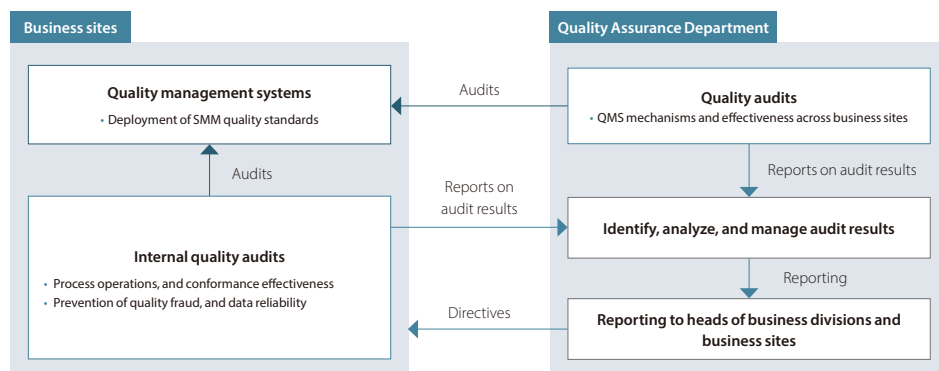 Business sites
Quality management systems
• Deployment of SMM quality standards
Audits
Internal quality audits
• Process operations, and conformance effectiveness
• Prevention of quality fraud, and data reliability
Audits
Reports on
audit results
Directives
Quality Assurance Department
Quality audits
• QMS mechanisms and effectiveness across business sites
Reports on audit results
Identify, analyze, and manage audit results
Reporting
Reporting to heads of business divisions and
business sites